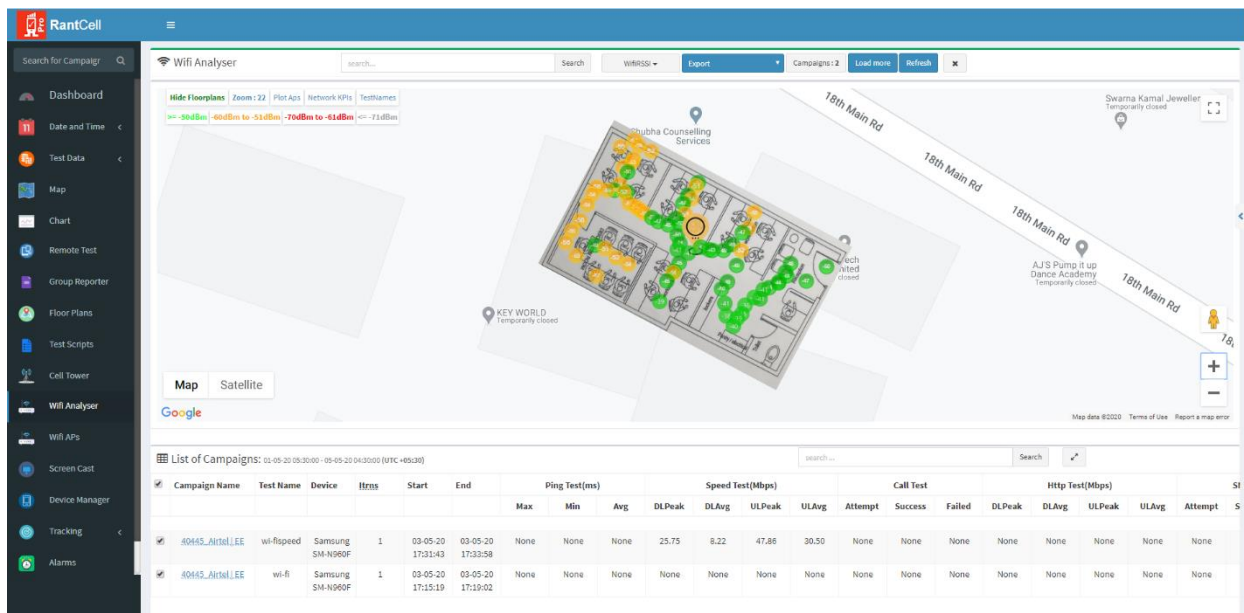 Pro RantCell
Search for Campaigr
Dashboard
Date and Time
Test Data
Map
Chart
Remote Test
Group Reporter
Floor Plans
Test Scripts
Cell Tower
Wifi Analyser
Wifi APs
Screen Cast
Device Manager
Tracking
Alarms
Wifi Analyser
search...
Search
WifiRSSI
Export
Campaigns : 2
Load more
Refresh
x
Hide Floorplans Zoom : 22 Plot Aps Network KPIs TestNames
>= -50dBm -60dBm to -51dBm -70dBm to -61dBm <= -71dBm
Shubha Counselling
Services
18th Main Rd
18th Main Rd
18th Main Rd
18th Main Rd
Swarna Kamal Jeweller
Temporarily closed
AJ'S Pump it up
Dance Academy
Temporarily closed
KEY WORLD
Temporarily closed
closed
Toilet
Map Satellite
Google
Map data ©2020 Terms of Use Report a map error
List of Campaigns: 01-05-20 05:30:00 - 05-05-20 04:30:00 (UTC +05:30)
search ...
Search
Campaign Name Test Name Device Itrns Start End Ping Test(ms) Speed Test(Mbps) Call Test Http Test(Mbps)
Max Min Avg DLPeak DLAvg ULPeak ULAvg Attempt Success Failed DLPeak DLAvg ULPeak ULAvg Attempt
40445_Airtel | EE wi-fispeed Samsung 1 03-05-20 03-05-20 None None None 25.75 8.22 47.86 30.50 None None None None None None None None
SM-N960F 17:31:43 17:33:58
40445_Airtel | EE wi-fi Samsung 1 03-05-20 03-05-20 None None None None None None None None None None None None None None None
SM-N960F 17:15:19 17:19:02